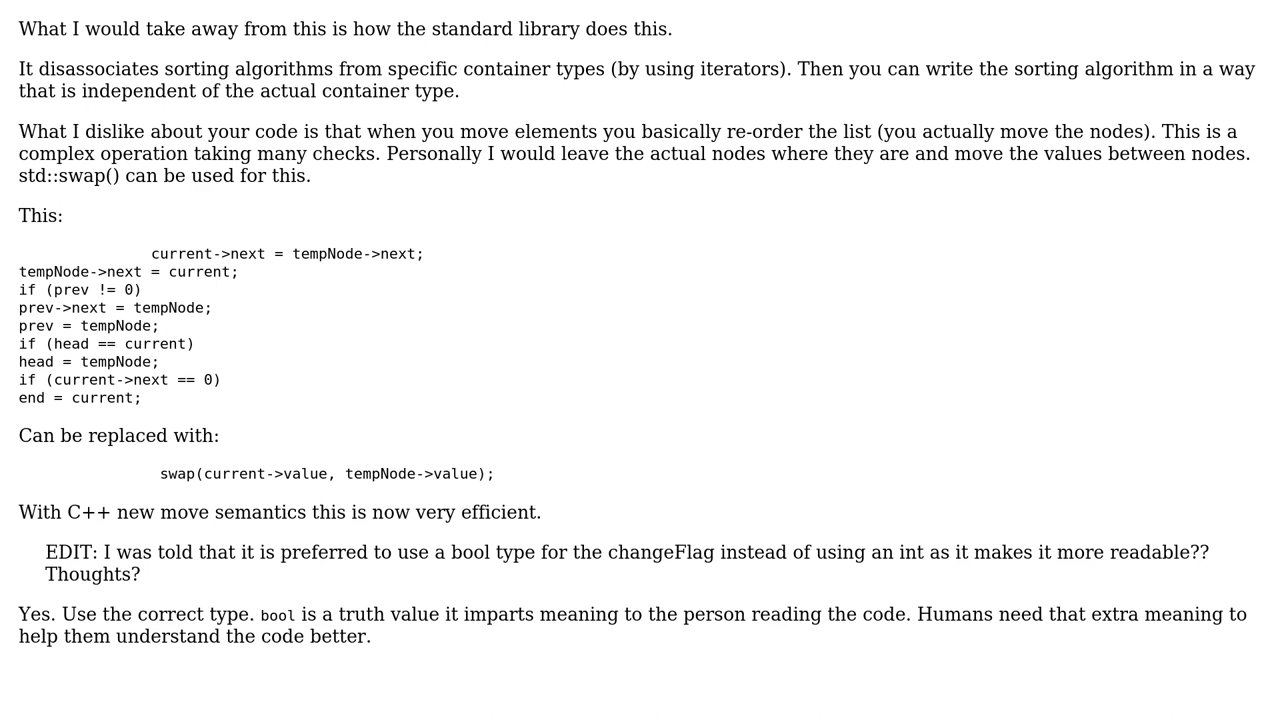 What I would take away from this is how the standard library does this.
It disassociates sorting algorithms from specific container types (by using iterators). Then you can write the sorting algorithm in a way
that is independent of the actual container type.
What I dislike about your code is that when you move elements you basically re-order the list (you actually move the nodes). This is a
complex operation taking many checks. Personally I would leave the actual nodes where they are and move the values between nodes.
std::swap() can be used for this.
This:
current->next = tempNode->next;
tempNode->next = current;
if (prev != 0)
prev->next = tempNode;
prev = tempNode;
if (head == current)
head = tempNode;
if (current->next == 0)
end = current;
Can be replaced with:
swap(current->value, tempNode->value);
With C++ new move semantics this is now very efficient.
EDIT: I was told that it is preferred to use a bool type for the changeFlag instead of using an int as it makes it more readable??
Thoughts?
Yes. Use the correct type. bool is a truth value it imparts meaning to the person reading the code. Humans need that extra meaning to
help them understand the code better.